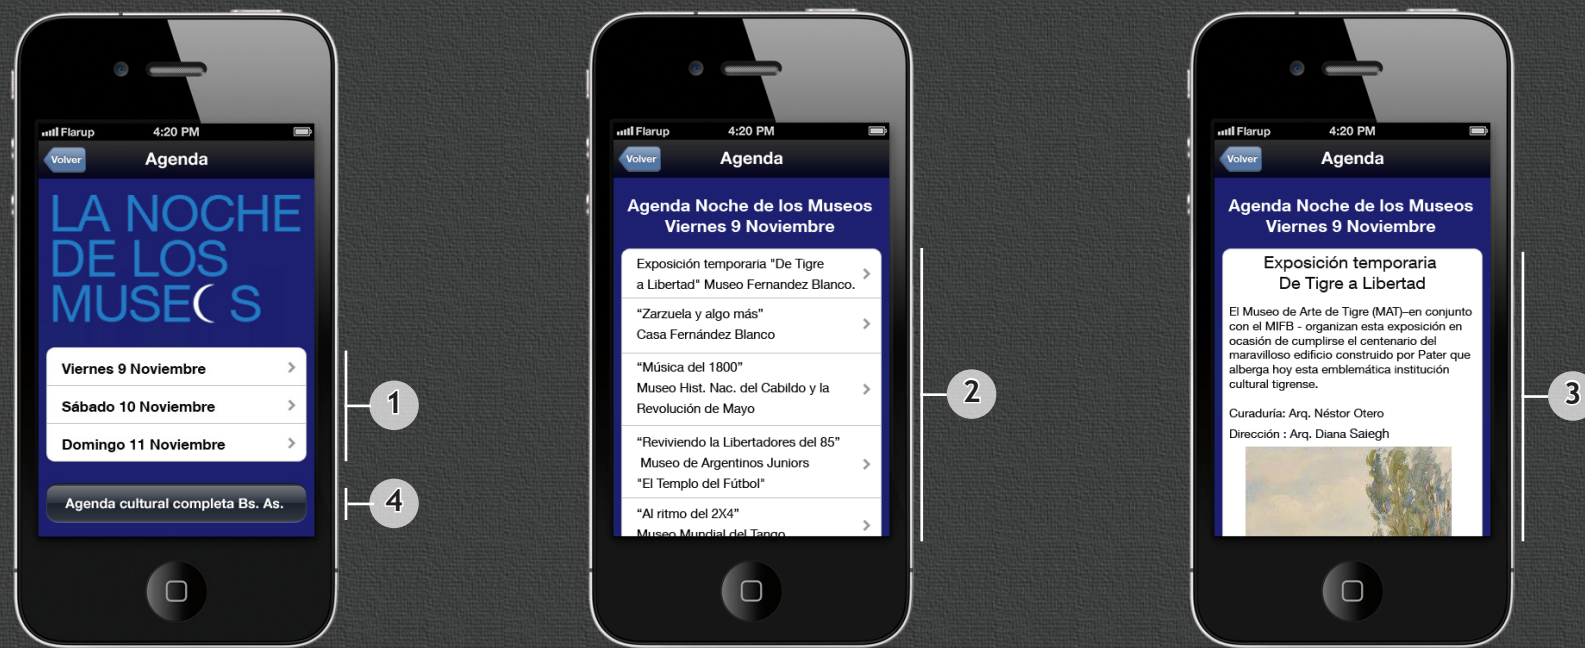 Flarup 4:20 PM
Volver Agenda
LA NOCHE
DE LOS
MUSE S
Viernes 9 Noviembre
Sábado 10 Noviembre
Domingo 11 Noviembre
Agenda cultural completa Bs. As.
1
4
Flarup 4:20 PM
Volver Agenda
Agenda Noche de los Museos
Viernes 9 Noviembre
Exposición temporaria "De Tigre
a Libertad" Museo Fernandez Blanco.
“Zarzuela y algo más”
Casa Fernández Blanco
“Música del 1800”
Museo Hist. Nac. del Cabildo y la
Revolución de Mayo
“Reviviendo la Libertadores del 85”
Museo de Argentinos Juniors
"El Templo del Fútbol"
“Al ritmo del 2X4”
Museo Mundial del Tango
2
Flarup 4:20 PM
Volver Agenda
Agenda Noche de los Museos
Viernes 9 Noviembre
Exposición temporaria
De Tigre a Libertad
El Museo de Arte de Tigre (MAT)–en conjunto
con el MIFB - organizan esta exposición en
ocasión de cumplirse el centenario del
maravilloso edificio construido por Pater que
alberga hoy esta emblemática institución
cultural tigrense.
Curaduría: Arq. Néstor Otero
Dirección : Arq. Diana Saiegh
3